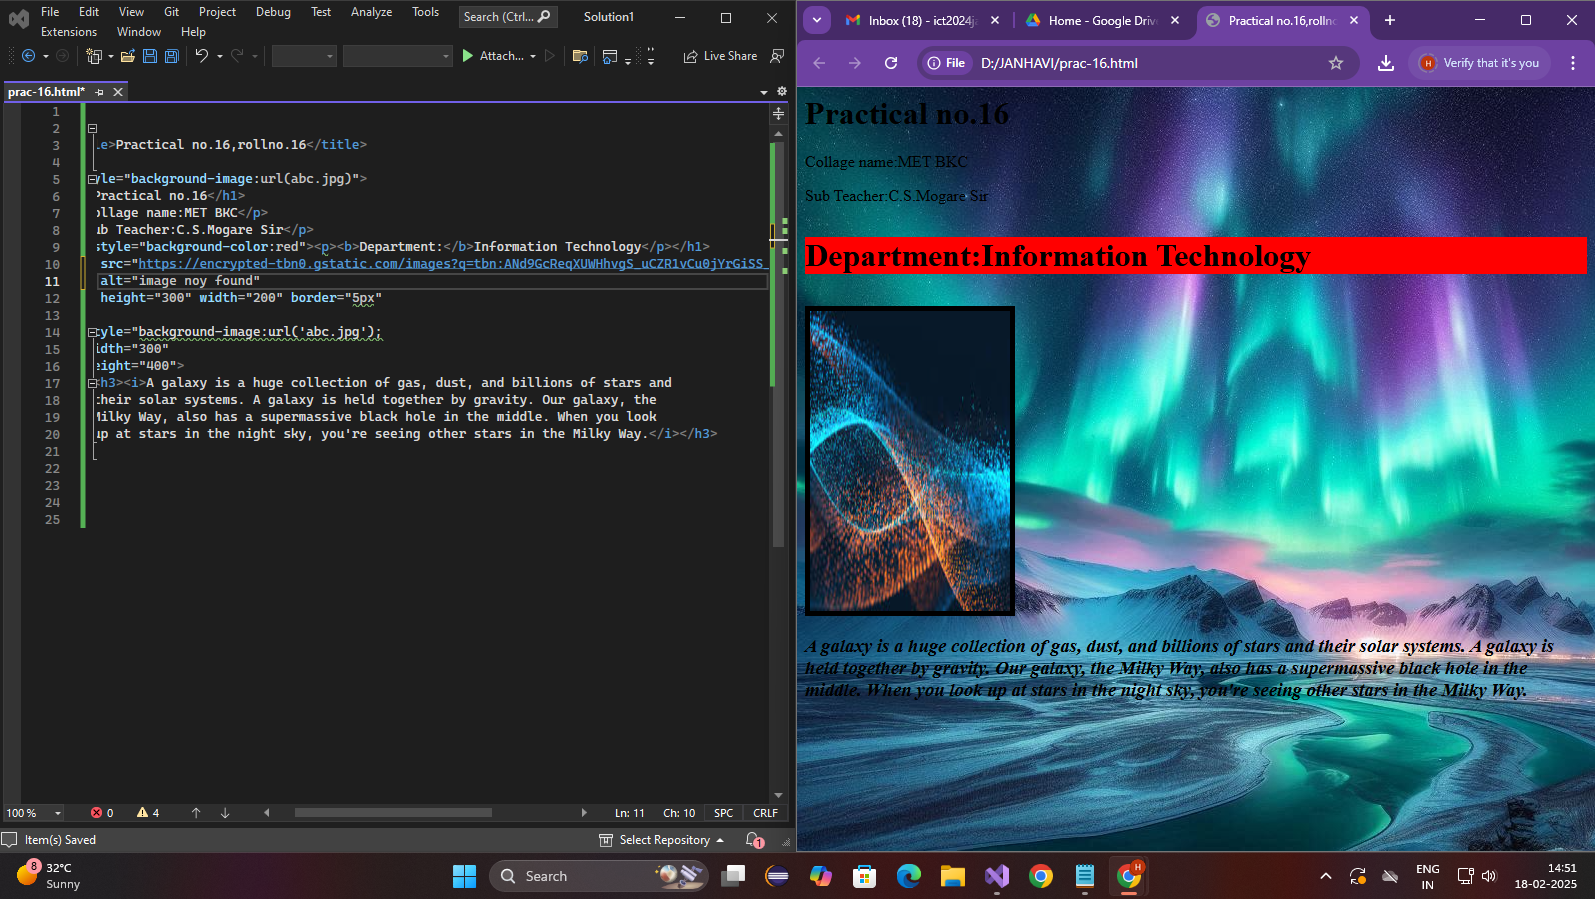 File Edit View Git Project Debug Test Analyze Tools Search (Ctrl... Solution1
Extensions Window Help
Attach... Live Share
prac-16.html*
1
2
3 le>Practical no.16,rollno.16</title>
4
5 yle="background-image:url(abc.jpg)">
6 Practical no.16</h1>
7 ollage name:MET BKC</p>
8 ub Teacher:C.S.Mogare Sir</p>
9 style="background-color:red"><p><b>Department:</b>Information Technology</p></h1>
10 src="https://encrypted-tbn0.gstatic.com/images?q=tbn:ANd9GcReqXUWHhvgS_uCZR1vCu0jYrGiSS_
11 alt="image noy found"
12 height="300" width="200" border="5px"
13
14 tyle="background-image:url('abc.jpg');
15 idth="300"
16 eight="400">
17 <h3><i>A galaxy is a huge collection of gas, dust, and billions of stars and
18 their solar systems. A galaxy is held together by gravity. Our galaxy, the
19 Milky Way, also has a supermassive black hole in the middle. When you look
20 up at stars in the night sky, you're seeing other stars in the Milky Way.</i></h3>
21
22
23
24
25
100 % 0 4 Ln: 11 Ch: 10 SPC CRLF
Item(s) Saved Select Repository 1
Inbox (18) - ict2024j Home - Google Driv Practical no.16,rolln
File D:/JANHAVI/prac-16.html H Verify that it's you
Practical no.16
Collage name:MET BKC
Sub Teacher:C.S.Mogare Sir
Department:Information Technology
A galaxy is a huge collection of gas, dust, and billions of stars and their solar systems. A galaxy is
held together by gravity. Our galaxy, the Milky Way, also has a supermassive black hole in the
middle. When you look up at stars in the night sky, you're seeing other stars in the Milky Way.
8 32°C
Sunny
Search
H
ENG
IN
14:51
18-02-2025